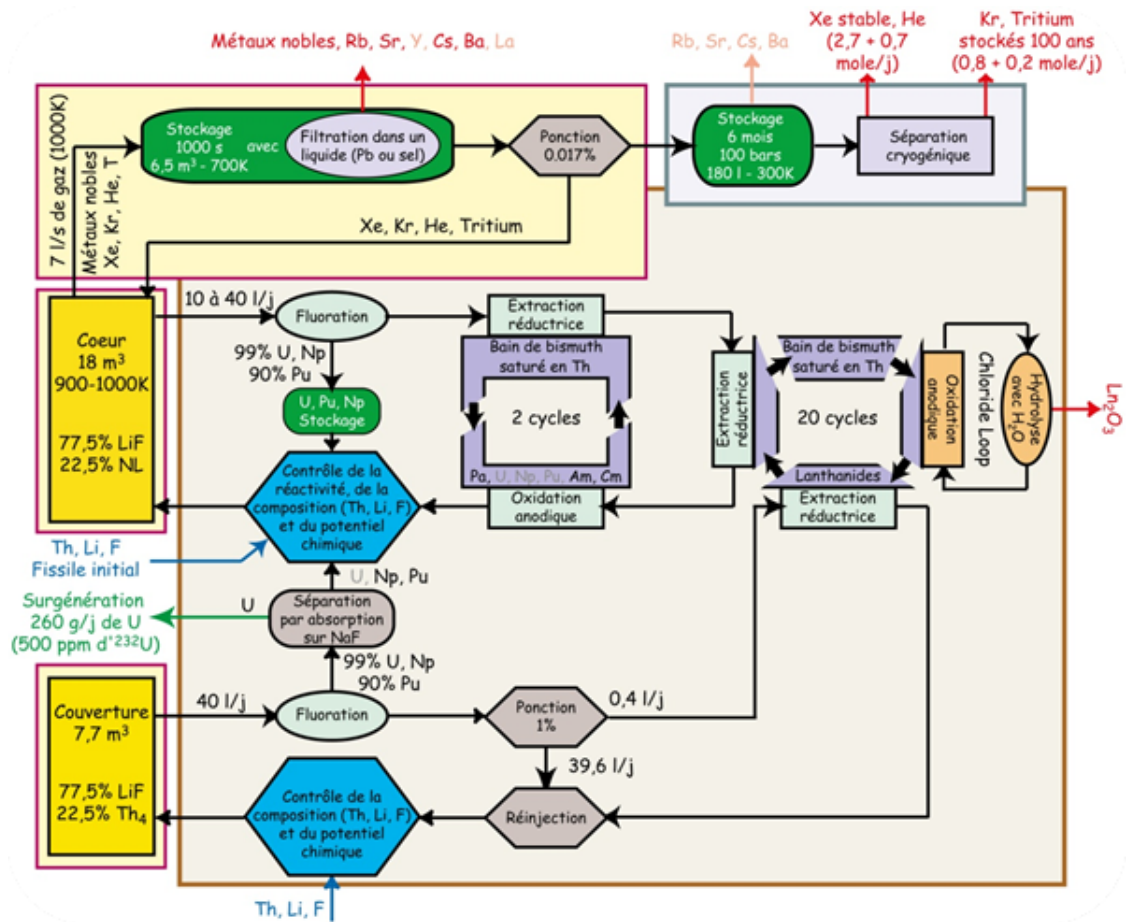 Métaux nobles, Rb, Sr, Y, Cs, Ba, La
Rb, Sr, Cs, Ba
Xe stable, He
(2,7 + 0,7
mole/j)
Kr, Tritium
stockés 100 ans
(0,8 + 0,2 mole/j)
7 l/s de gaz (1000K)
Métaux nobles
Xe, Kr, He, T
Stockage
1000 s
6,5 m³ - 700K
avec
Filtration dans un
liquide (Pb ou sel)
Ponction
0.017%
Stockage
6 mois
100 bars
180 l - 300K
Séparation
cryogénique
Xe, Kr, He, Tritium
Coeur
18 m³
900-1000K
77,5% LiF
22,5% NL
10 à 40 l/j
Fluoration
99% U, Np
90% Pu
U, Pu, Np
Stockage
Extraction
réductrice
Bain de bismuth
saturé en Th
2 cycles
Pa, U, Np, Pu, Am, Cm
Oxidation
anodique
Extraction
réductrice
Bain de bismuth
saturé en Th
20 cycles
Lanthanides
Extraction
réductrice
Oxidation
anodique
Chloride Loop
Hydrolyse
avec H₂O
Ln₂O₃
Contrôle de la
réactivité, de la
composition (Th, Li, F)
et du potentiel
chimique
Th, Li, F
Fissile initial
U, Np, Pu
Surgénération
260 g/j de U
(500 ppm d'²³²U)
U
Séparation
par absorption
sur NaF
99% U, Np
90% Pu
Couverture
7,7 m³
77,5% LiF
22,5% Th₄
40 l/j
Fluoration
Ponction
1%
0,4 l/j
39,6 l/j
Réinjection
Contrôle de la
composition (Th, Li, F)
et du potentiel
chimique
Th, Li, F